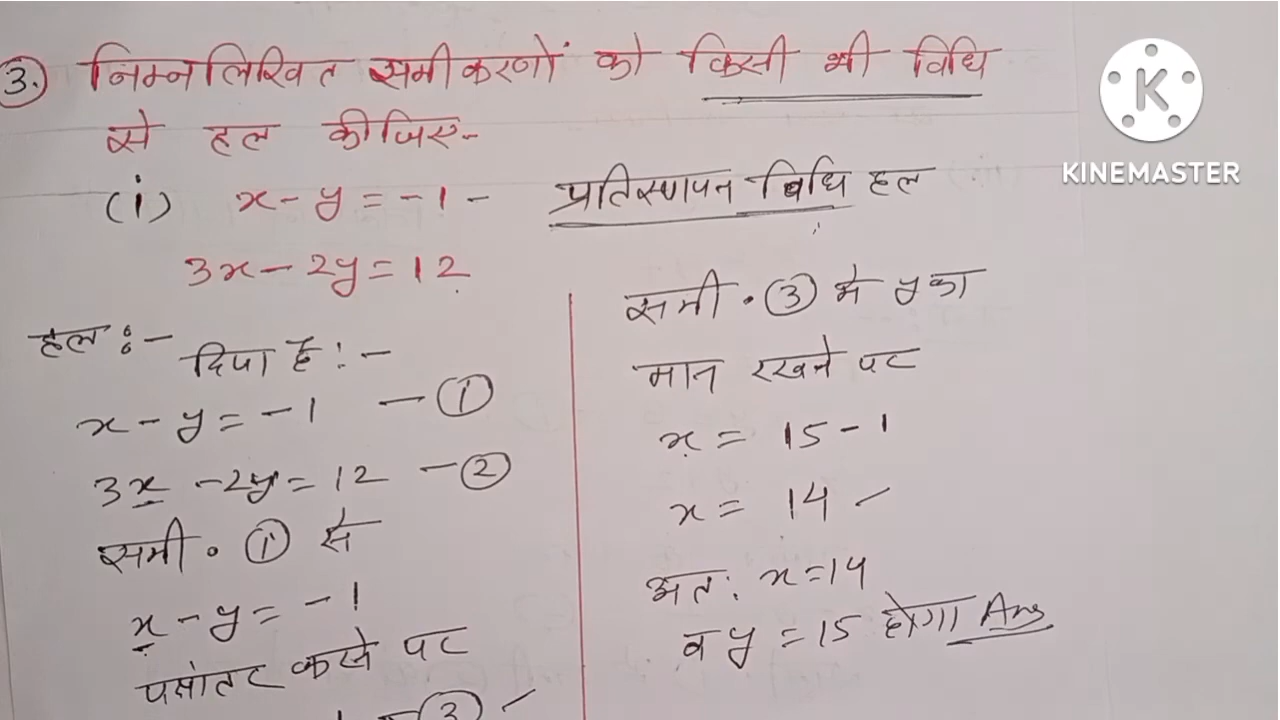 3. निम्नलिखित समीकरणों को किसी भी विधि
से हल कीजिए-
(i) x - y = -1 -
3x - 2y = 12
प्रतिस्थापन विधि हल
हल :-
दिया है :-
x - y = -1 - ①
3x - 2y = 12 - ②
समी. ① से
x - y = -1
पक्षांतर करने पर
③
समी. ③ मे y का
मान रखने पर
x = 15 - 1
x = 14
अत: x = 14
व y = 15 होगा Ans
K
KINEMASTER